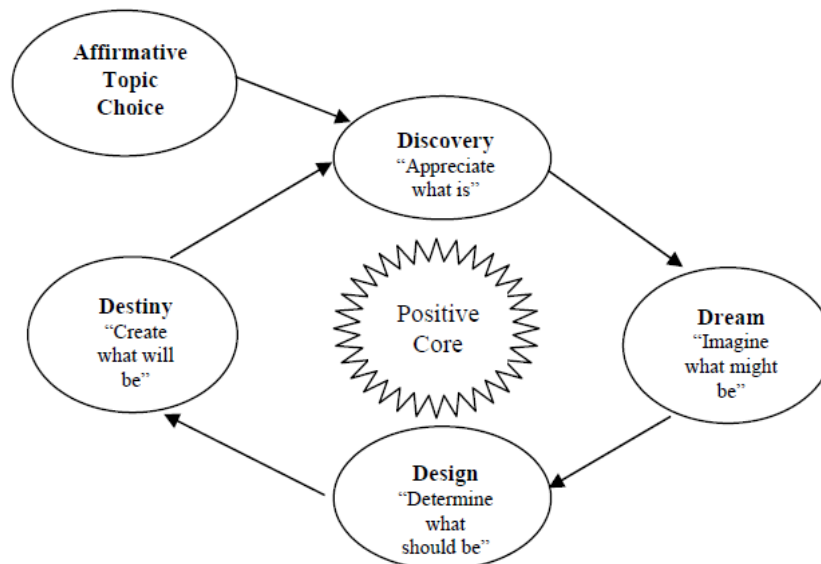 Affirmative
Topic
Choice
Discovery
“Appreciate
what is”
Destiny
“Create
what will
be”
Positive
Core
Dream
“Imagine
what might
be”
Design
“Determine
what
should be”